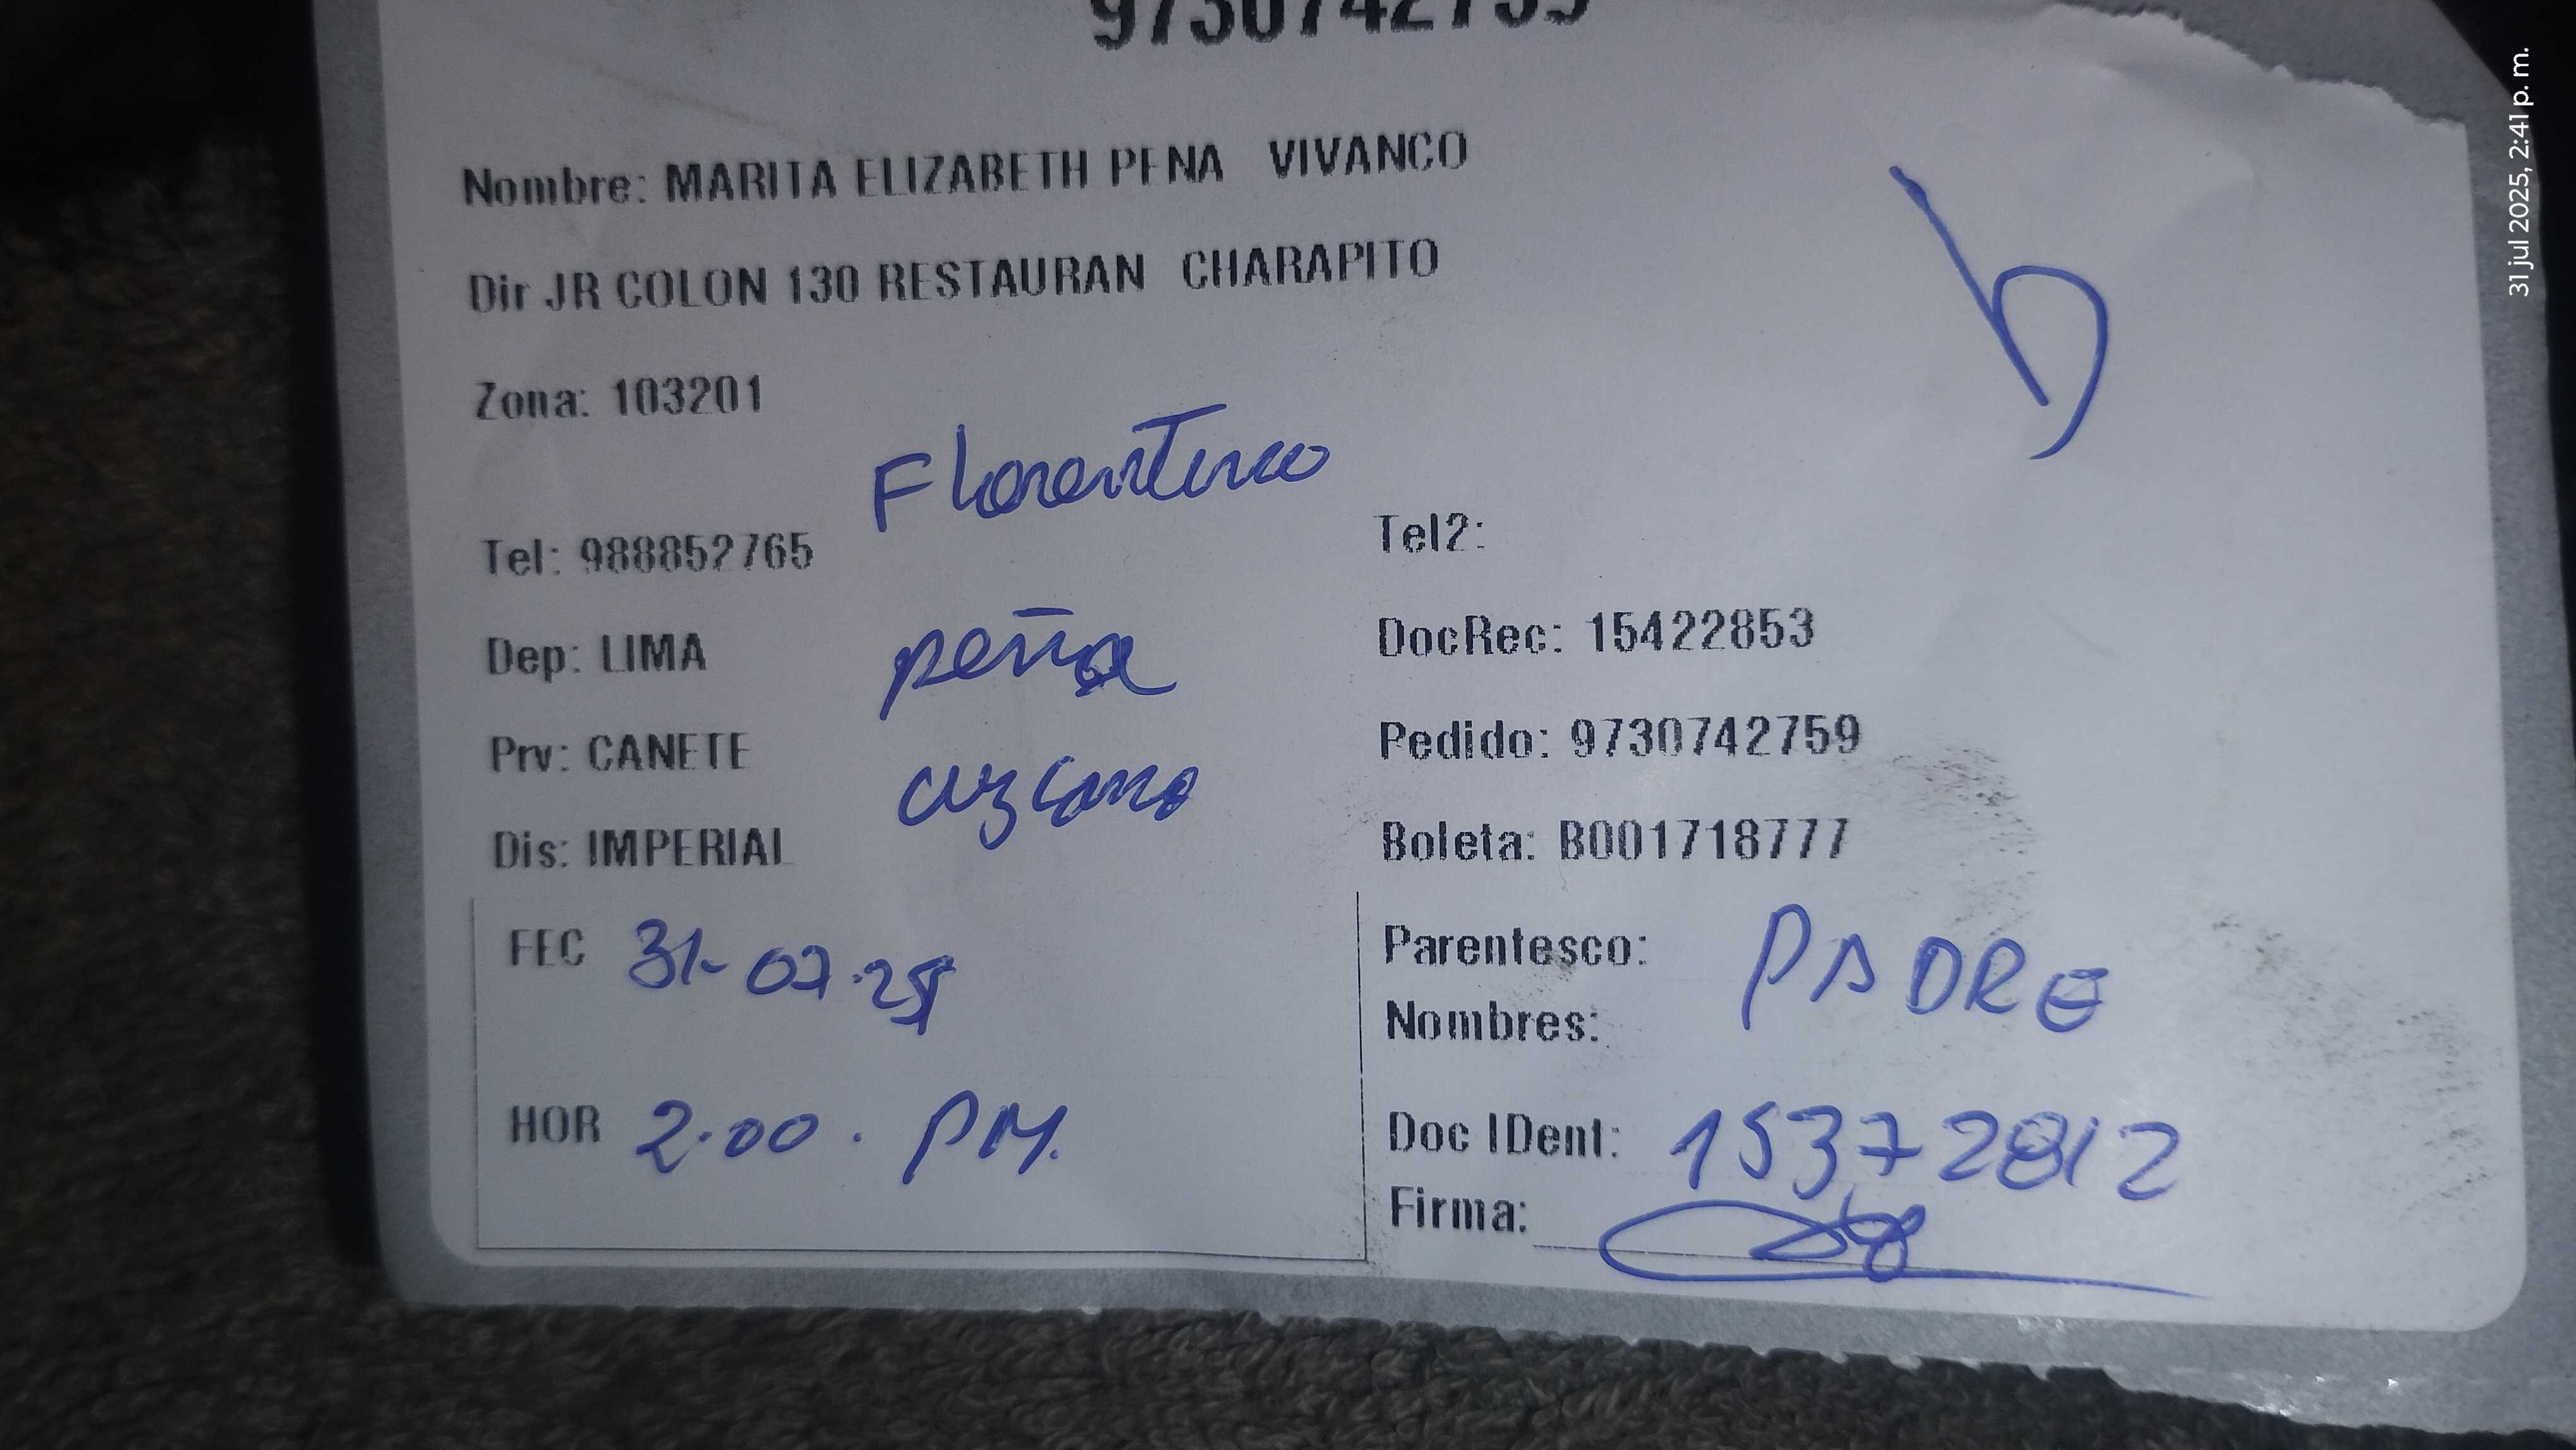 9730742759
Nombre: MARITA ELIZABETH PENA VIVANCO
Dir JR COLON 130 RESTAURAN CHARAPITO
Zona: 103201
Florentino
Tel: 988852765 Tel2:
Dep: LIMA peña DocRec: 15422853
Prv: CANETE Pedido: 9730742759
Dis: IMPERIAL Boleta: B001718777
FEC 31-07-25 Parentesco: PADRE
Nombres:
HOR 2:00 . PM. Doc IDent: 15372812
Firma:
31 jul 2025, 2:41 p. m.